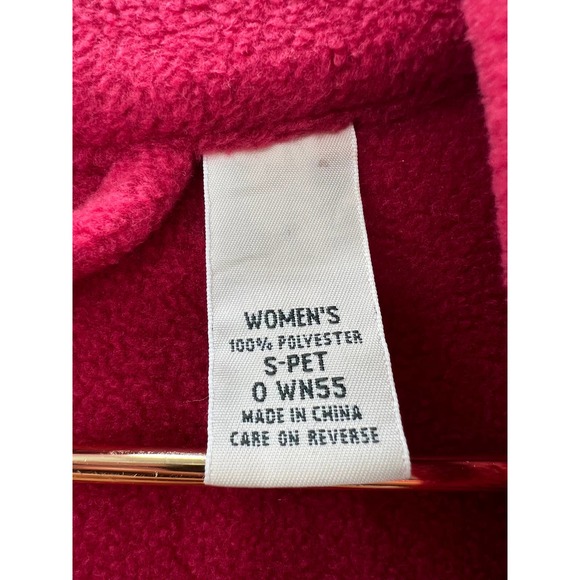 WOMEN'S
100% POLYESTER
S-PET
0 WN55
MADE IN CHINA
CARE ON REVERSE